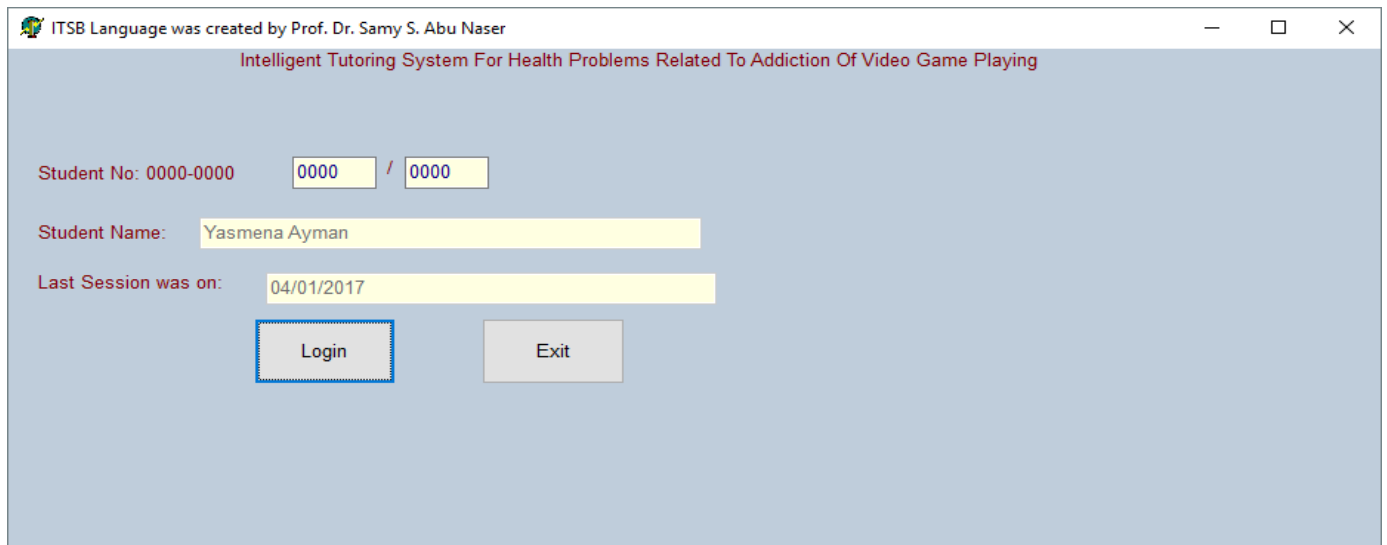 ITSB Language was created by Prof. Dr. Samy S. Abu Naser
Intelligent Tutoring System For Health Problems Related To Addiction Of Video Game Playing
Student No: 0000-0000 0000 / 0000
Student Name: Yasmena Ayman
Last Session was on: 04/01/2017
Login Exit